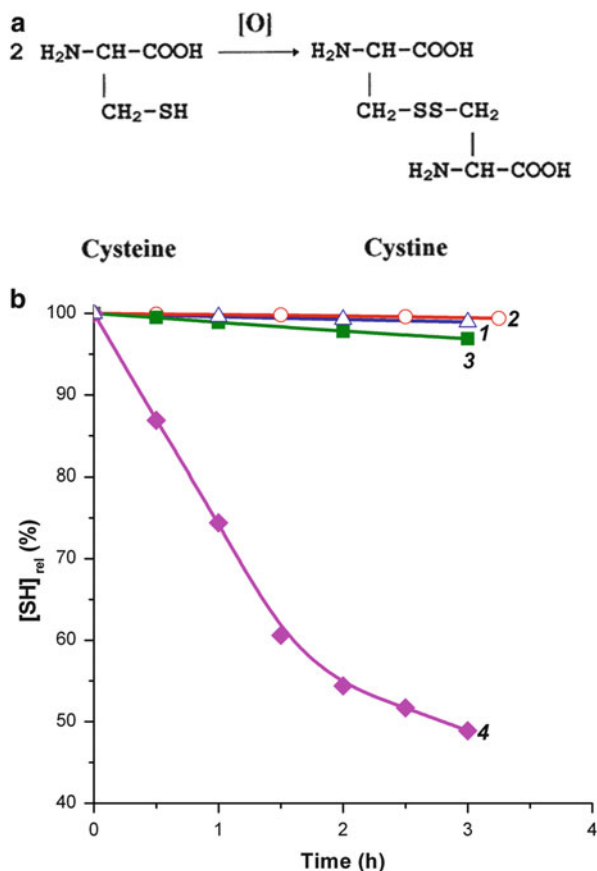 a
[O]
2 H₂N-CH-COOH H₂N-CH-COOH
CH₂-SH CH₂-SS-CH₂
H₂N-CH-COOH
Cysteine Cystine
b
100
90
80
70
60
50
40
[SH]rel (%)
1
2
3
4
0 1 2 3 4
Time (h)